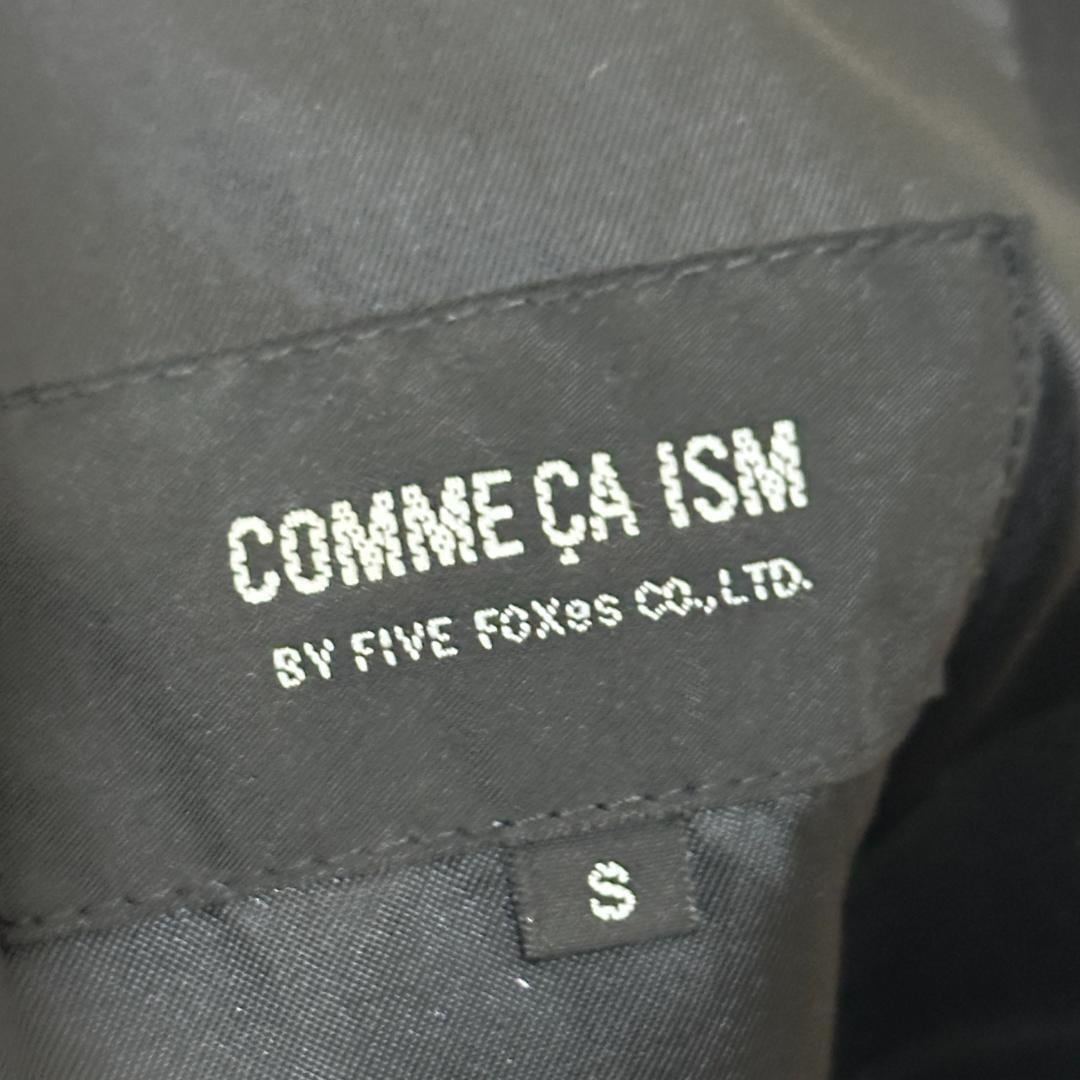 COMME ÇA ISM
BY FIVE FOXes CO.,LTD.
S